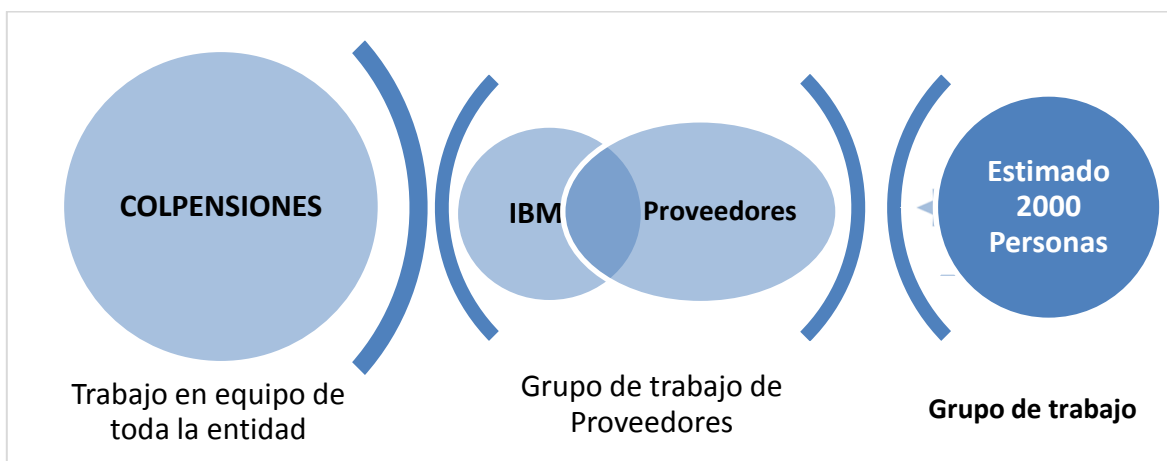 COLPENSIONES
Trabajo en equipo de
toda la entidad
IBM
Proveedores
Grupo de trabajo de
Proveedores
Estimado
2000
Personas
Grupo de trabajo